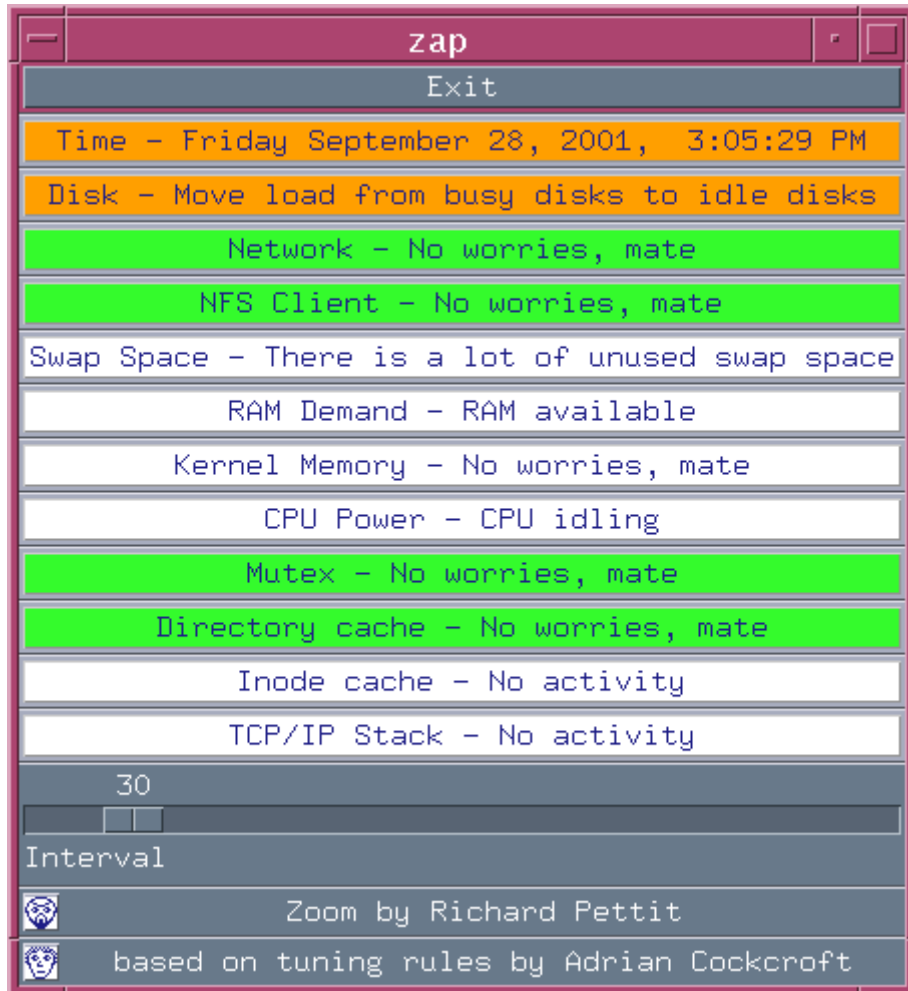 zap
Exit
Time - Friday September 28, 2001,  3:05:29 PM
Disk - Move load from busy disks to idle disks
Network - No worries, mate
NFS Client - No worries, mate
Swap Space - There is a lot of unused swap space
RAM Demand - RAM available
Kernel Memory - No worries, mate
CPU Power - CPU idling
Mutex - No worries, mate
Directory cache - No worries, mate
Inode cache - No activity
TCP/IP Stack - No activity
30
Interval
Zoom by Richard Pettit
based on tuning rules by Adrian Cockcroft